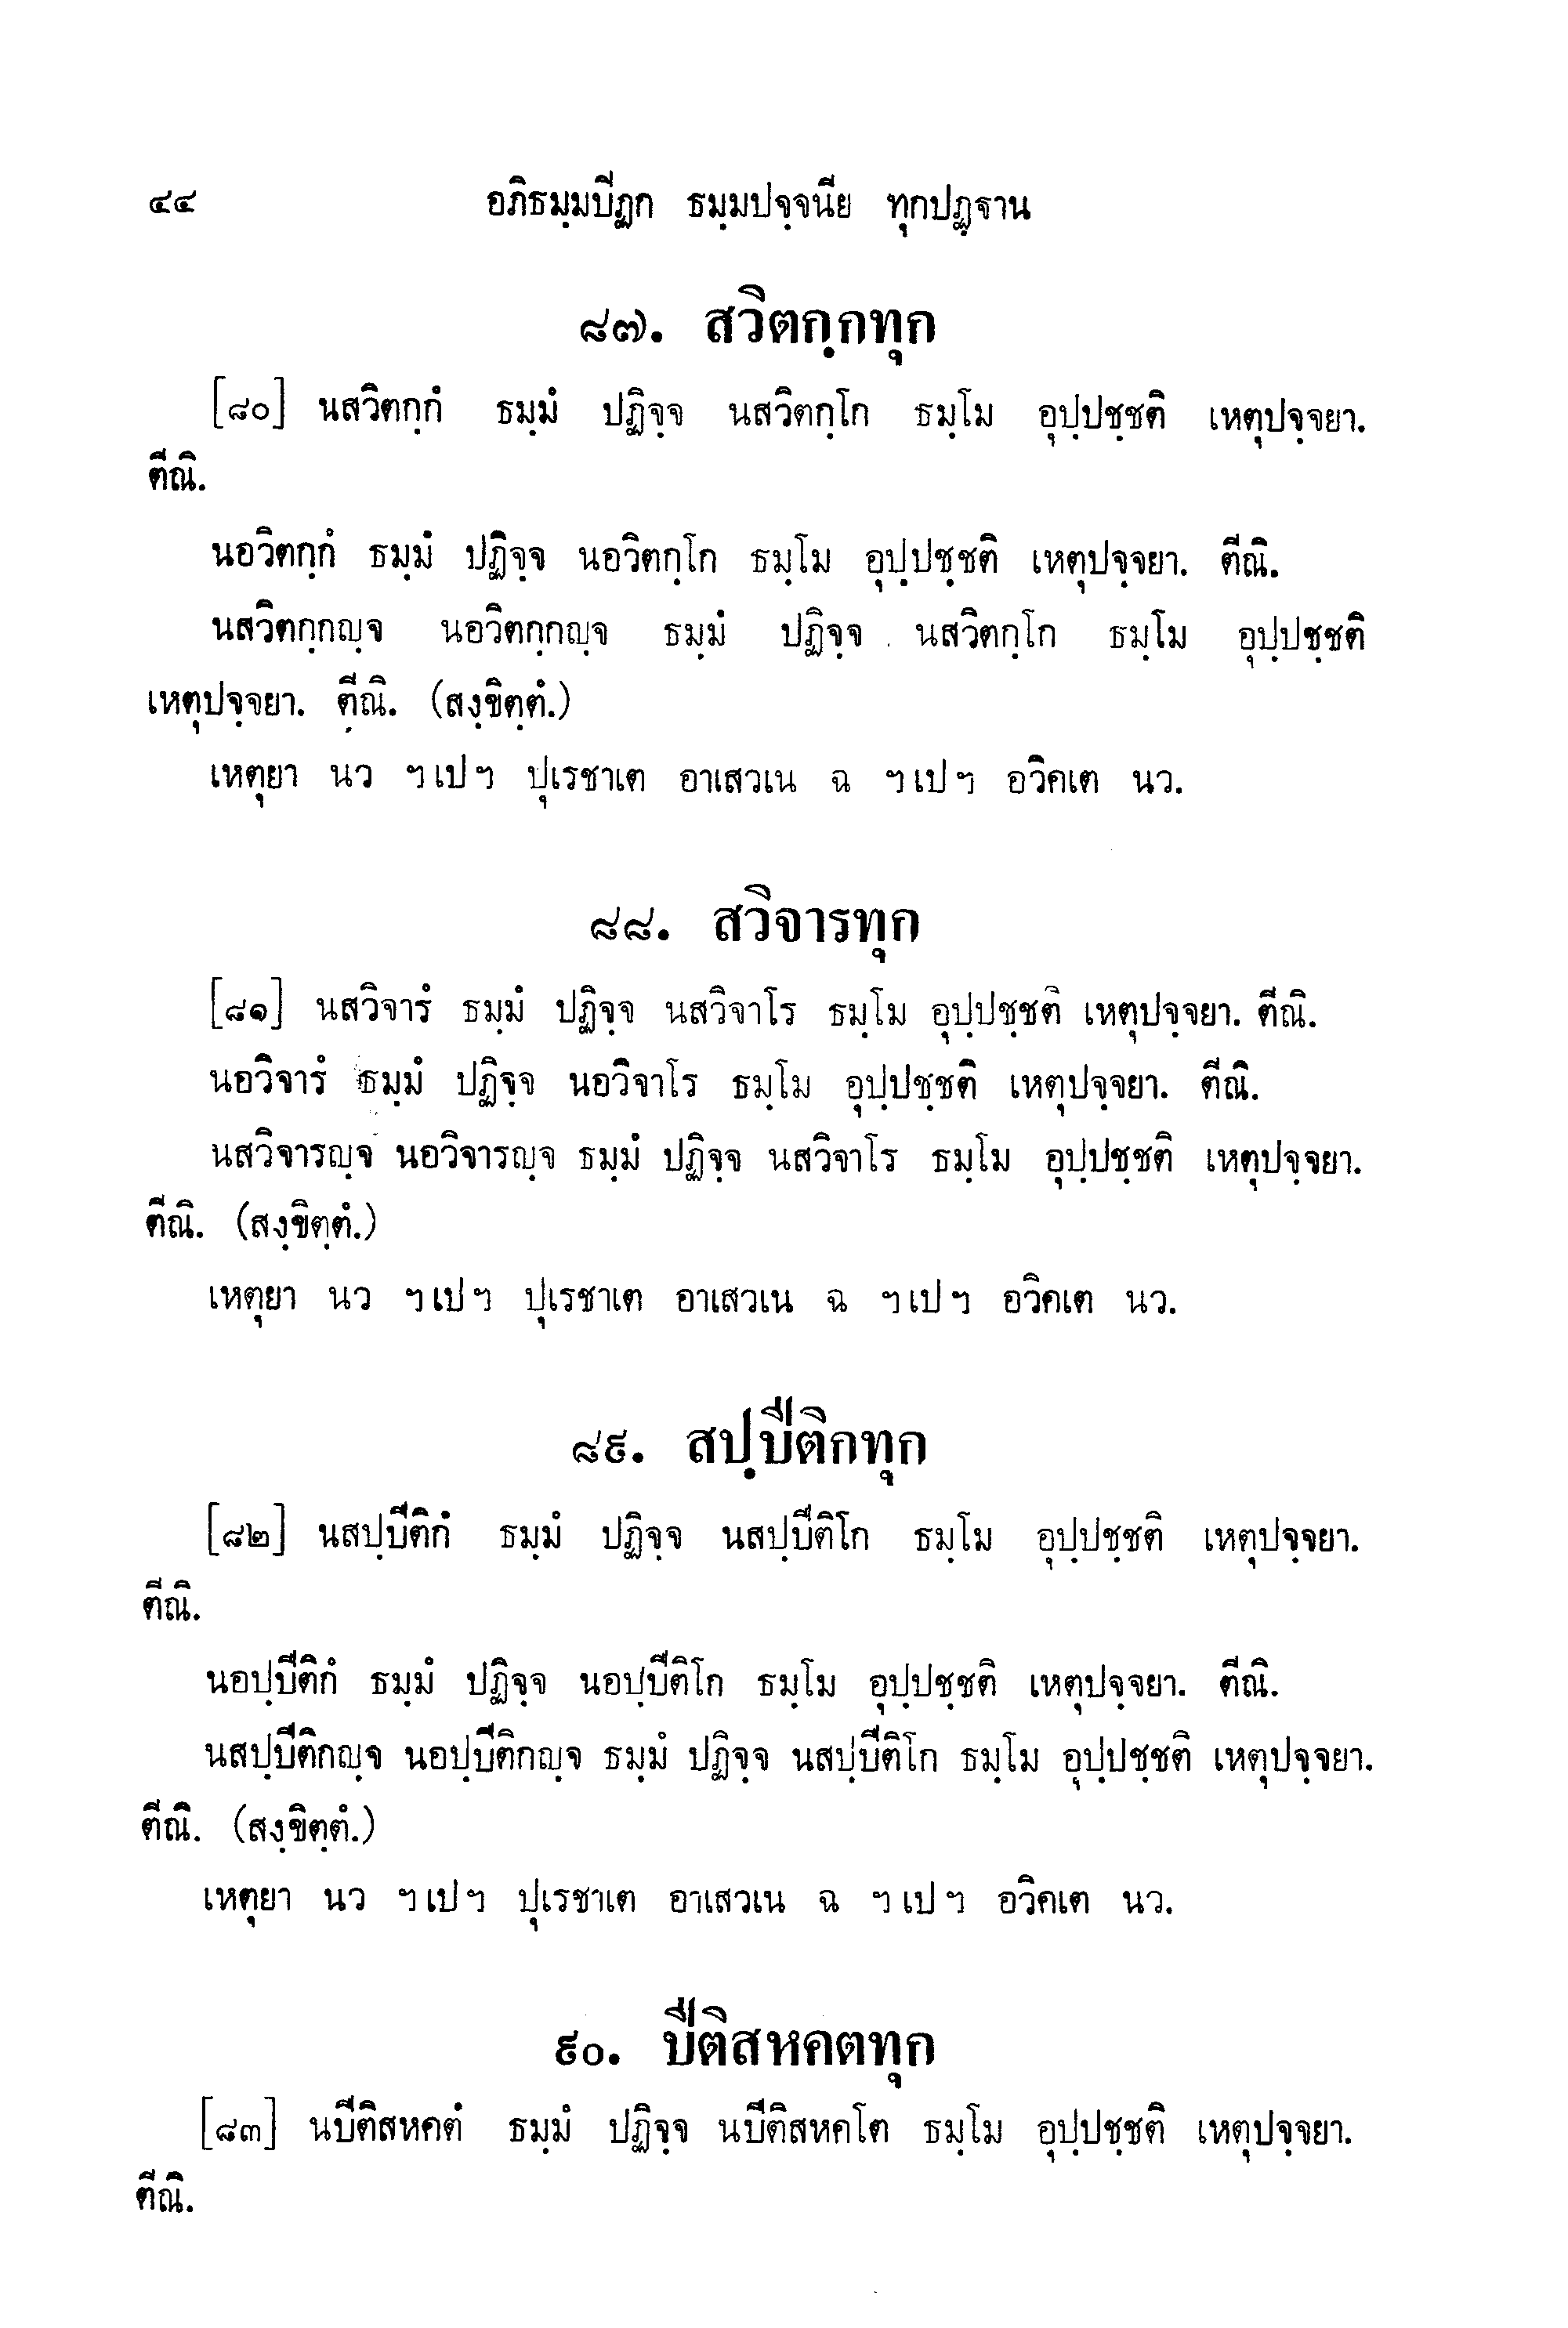 ๔๔ อภิธมฺมปีฏก ธมฺมปจฺจนีย ทุกปฏฺฐาน
๘๗. สวิตกฺกทุก
[๘๐] นสวิตกฺกํ ธมฺมํ ปฏิจฺจ นสวิตกฺโก ธมฺโม อุปฺปชฺชติ เหตุปจฺจยา.
ตีณิ.
นอวิตกฺกํ ธมฺมํ ปฏิจฺจ นอวิตกฺโก ธมฺโม อุปฺปชฺชติ เหตุปจฺจยา. ตีณิ.
นสวิตกฺกญฺจ นอวิตกฺกญฺจ ธมฺมํ ปฏิจฺจ นสวิตกฺโก ธมฺโม อุปฺปชฺชติ
เหตุปจฺจยา. ตีณิ. (สงฺขิตฺตํ.)
เหตุยา นว ฯเปฯ ปุเรชาเต อาเสวเน ฉ ฯเปฯ อวิคเต นว.
๘๘. สวิจารทุก
[๘๑] นสวิจารํ ธมฺมํ ปฏิจฺจ นสวิจาโร ธมฺโม อุปฺปชฺชติ เหตุปจฺจยา. ตีณิ.
นอวิจารํ ธมฺมํ ปฏิจฺจ นอวิจาโร ธมฺโม อุปฺปชฺชติ เหตุปจฺจยา. ตีณิ.
นสวิจารญฺจ นอวิจารญฺจ ธมฺมํ ปฏิจฺจ นสวิจาโร ธมฺโม อุปฺปชฺชติ เหตุปจฺจยา.
ตีณิ. (สงฺขิตฺตํ.)
เหตุยา นว ฯเปฯ ปุเรชาเต อาเสวเน ฉ ฯเปฯ อวิคเต นว.
๘๙. สปฺปีติกทุก
[๘๒] นสปฺปีติกํ ธมฺมํ ปฏิจฺจ นสปฺปีติโก ธมฺโม อุปฺปชฺชติ เหตุปจฺจยา.
ตีณิ.
นอปฺปีติกํ ธมฺมํ ปฏิจฺจ นอปฺปีติโก ธมฺโม อุปฺปชฺชติ เหตุปจฺจยา. ตีณิ.
นสปฺปีติกญฺจ นอปฺปีติกญฺจ ธมฺมํ ปฏิจฺจ นสปฺปีติโก ธมฺโม อุปฺปชฺชติ เหตุปจฺจยา.
ตีณิ. (สงฺขิตฺตํ.)
เหตุยา นว ฯเปฯ ปุเรชาเต อาเสวเน ฉ ฯเปฯ อวิคเต นว.
๙๐. ปีติสหคตทุก
[๘๓] นปีติสหคตํ ธมฺมํ ปฏิจฺจ นปีติสหคโต ธมฺโม อุปฺปชฺชติ เหตุปจฺจยา.
ตีณิ.